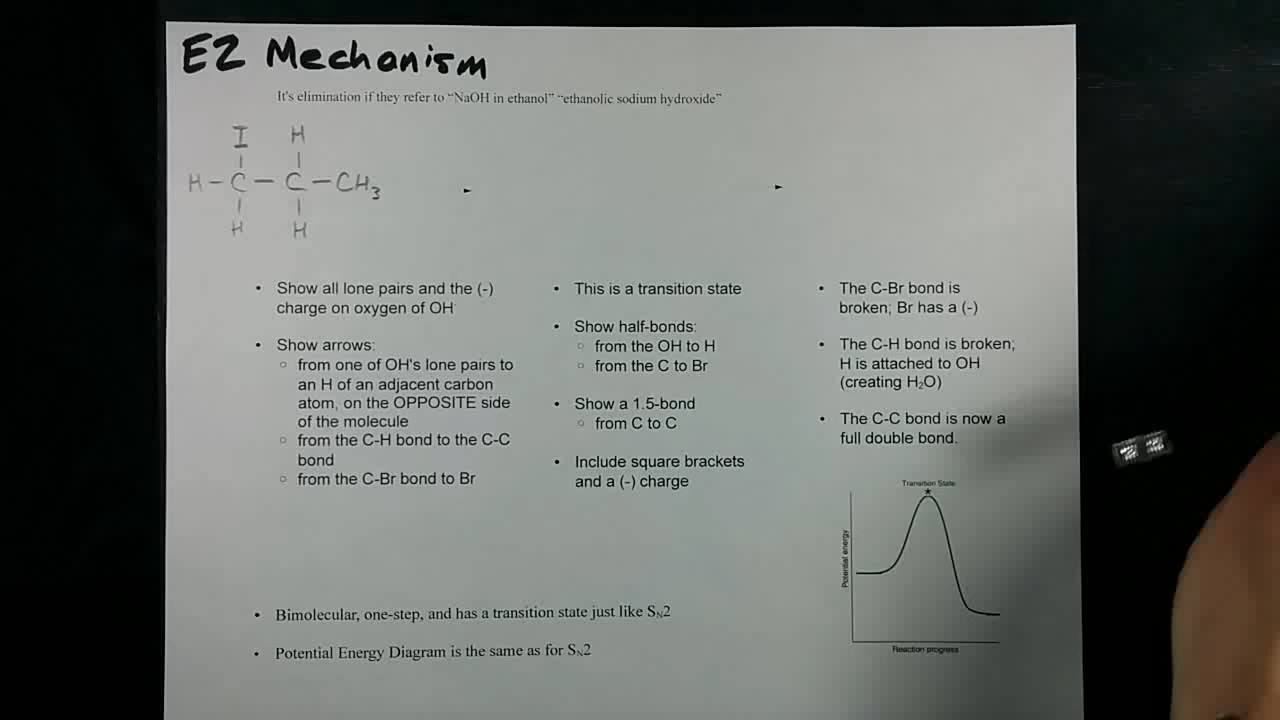 E2 Mechanism
It's elimination if they refer to “NaOH in ethanol” “ethanolic sodium hydroxide”
I H
H – C – C – CH₃
H H
• Show all lone pairs and the (-)
charge on oxygen of OH⁻
• Show arrows:
○ from one of OH's lone pairs to
an H of an adjacent carbon
atom, on the OPPOSITE side
of the molecule
○ from the C-H bond to the C-C
bond
○ from the C-Br bond to Br
• This is a transition state
• Show half-bonds:
○ from the OH to H
○ from the C to Br
• Show a 1.5-bond
○ from C to C
• Include square brackets
and a (-) charge
• The C-Br bond is
broken; Br has a (-)
• The C-H bond is broken;
H is attached to OH
(creating H₂O)
• The C-C bond is now a
full double bond.
Transition State
Potential energy
Reaction progress
• Bimolecular, one-step, and has a transition state just like SN2
• Potential Energy Diagram is the same as for SN2